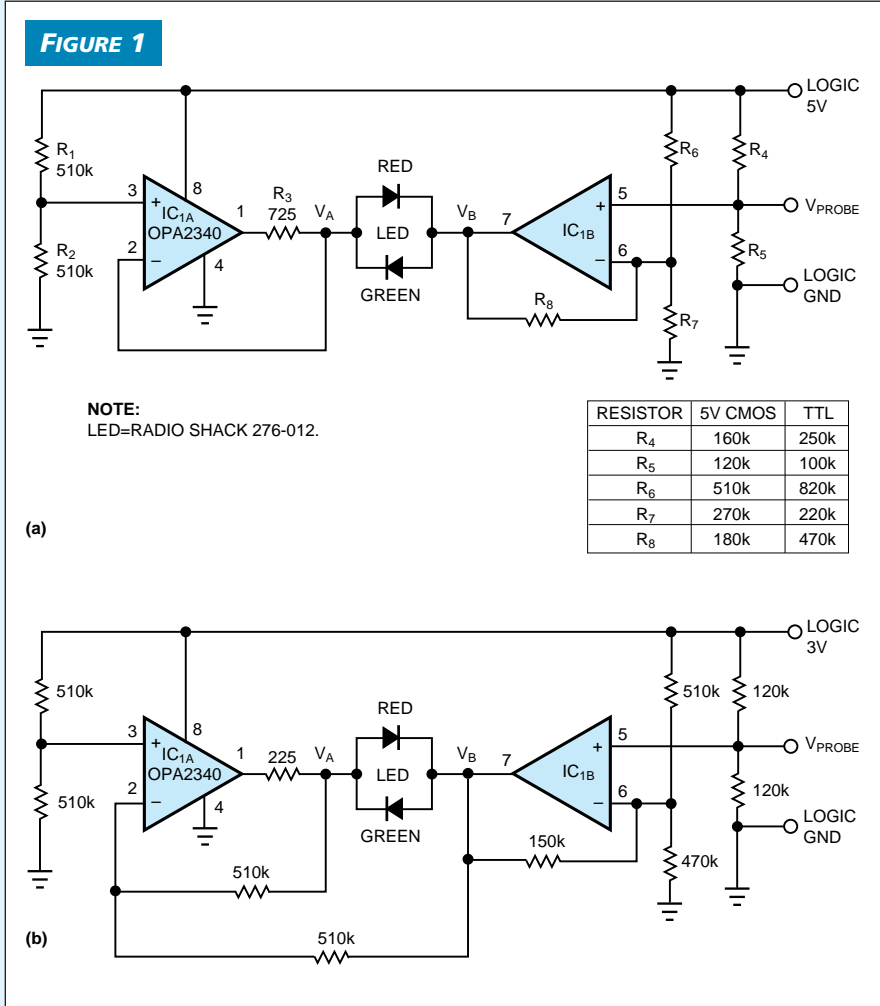 FIGURE 1
LOGIC
5V
R1
510k
R6
R4
RED
3
8
R3
725
VA
VB
5
VPROBE
+
IC1A
OPA2340
1
LED
7
+
IC1B
R2
510k
2
–
4
6
–
R5
GREEN
R8
LOGIC
GND
R7
NOTE:
LED=RADIO SHACK 276-012.
RESISTOR 5V CMOS TTL
R4 160k 250k
R5 120k 100k
R6 510k 820k
R7 270k 220k
R8 180k 470k
(a)
LOGIC
3V
510k
510k
120k
RED
3
8
225
VA
VB
5
VPROBE
+
IC1A
OPA2340
1
LED
7
+
IC1B
510k
2
–
4
6
–
120k
GREEN
150k
LOGIC
GND
510k
470k
510k
(b)